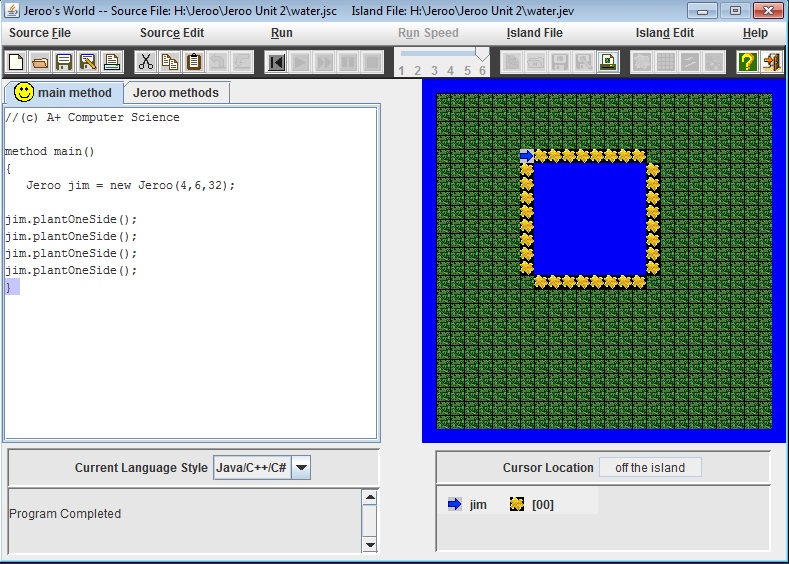 Jeroo's World -- Source File: H:\Jeroo\Jeroo Unit 2\water.jsc     Island File: H:\Jeroo\Jeroo Unit 2\water.jev
Source File Source Edit Run Run Speed Island File Island Edit Help
1 2 3 4 5 6
main method Jeroo methods
//(c) A+ Computer Science
method main()
{
Jeroo jim = new Jeroo(4,6,32);
jim.plantOneSide();
jim.plantOneSide();
jim.plantOneSide();
jim.plantOneSide();
}
Current Language Style Java/C++/C#
Cursor Location off the island
Program Completed
jim [00]